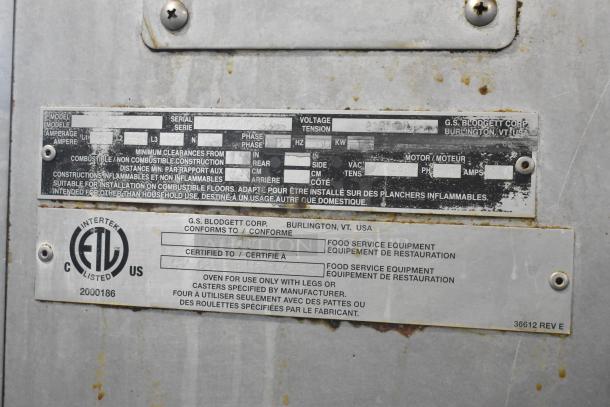 MODEL SERIAL VOLTAGE G.S. BLODGETT CORP.
MODELE SERIE TENSION BURLINGTON, VT. USA
AMPERAGE L1 L2 L3 N PHASE HZ KW
AMPERE PHASE
MINIMUM CLEARANCES FROM IN IN MOTOR / MOTEUR
COMBUSTIBLE / NON COMBUSTIBLE CONSTRUCTION REAR SIDE VAC PH AMPS
DISTANCE MIN. PAR RAPPORT AUX CM CM TENS
CONSTRUCTIONS INFLAMMABLES ET NON INFLAMMABLES ARRIÈRE CÔTÉ
SUITABLE FOR INSTALLATION ON COMBUSTIBLE FLOORS. ADAPTÉ POUR ÊTRE INSTALLÉ SUR DES PLANCHERS INFLAMMABLES.
INTENDED FOR OTHER THAN HOUSEHOLD USE. DESTINÉ À UN USAGE AUTRE QUE DOMESTIQUE.
G.S. BLODGETT CORP. BURLINGTON, VT. USA
CONFORMS TO / CONFORME
FOOD SERVICE EQUIPMENT
EQUIPEMENT DE RESTAURATION
CERTIFIED TO / CERTIFIÉ À
FOOD SERVICE EQUIPMENT
EQUIPEMENT DE RESTAURATION
INTERTEK
ETL
LISTED
C US
2000186
OVEN FOR USE ONLY WITH LEGS OR
CASTERS SPECIFIED BY MANUFACTURER.
FOUR À UTILISER SEULEMENT AVEC DES PATTES OU
DES ROULETTES SPÉCIFIÉES PAR LE FABRICANT.
36612 REV E